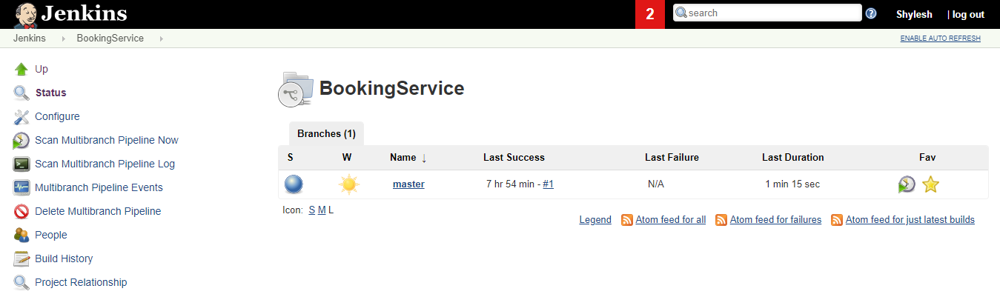 Jenkins 2 search Shylesh | log out
Jenkins BookingService ENABLE AUTO REFRESH
Up
Status
Configure
Scan Multibranch Pipeline Now
Scan Multibranch Pipeline Log
Multibranch Pipeline Events
Delete Multibranch Pipeline
People
Build History
Project Relationship
BookingService
Branches (1)
S W Name ↓ Last Success Last Failure Last Duration Fav
master 7 hr 54 min - #1 N/A 1 min 15 sec
Icon: S M L
Legend Atom feed for all Atom feed for failures Atom feed for just latest builds